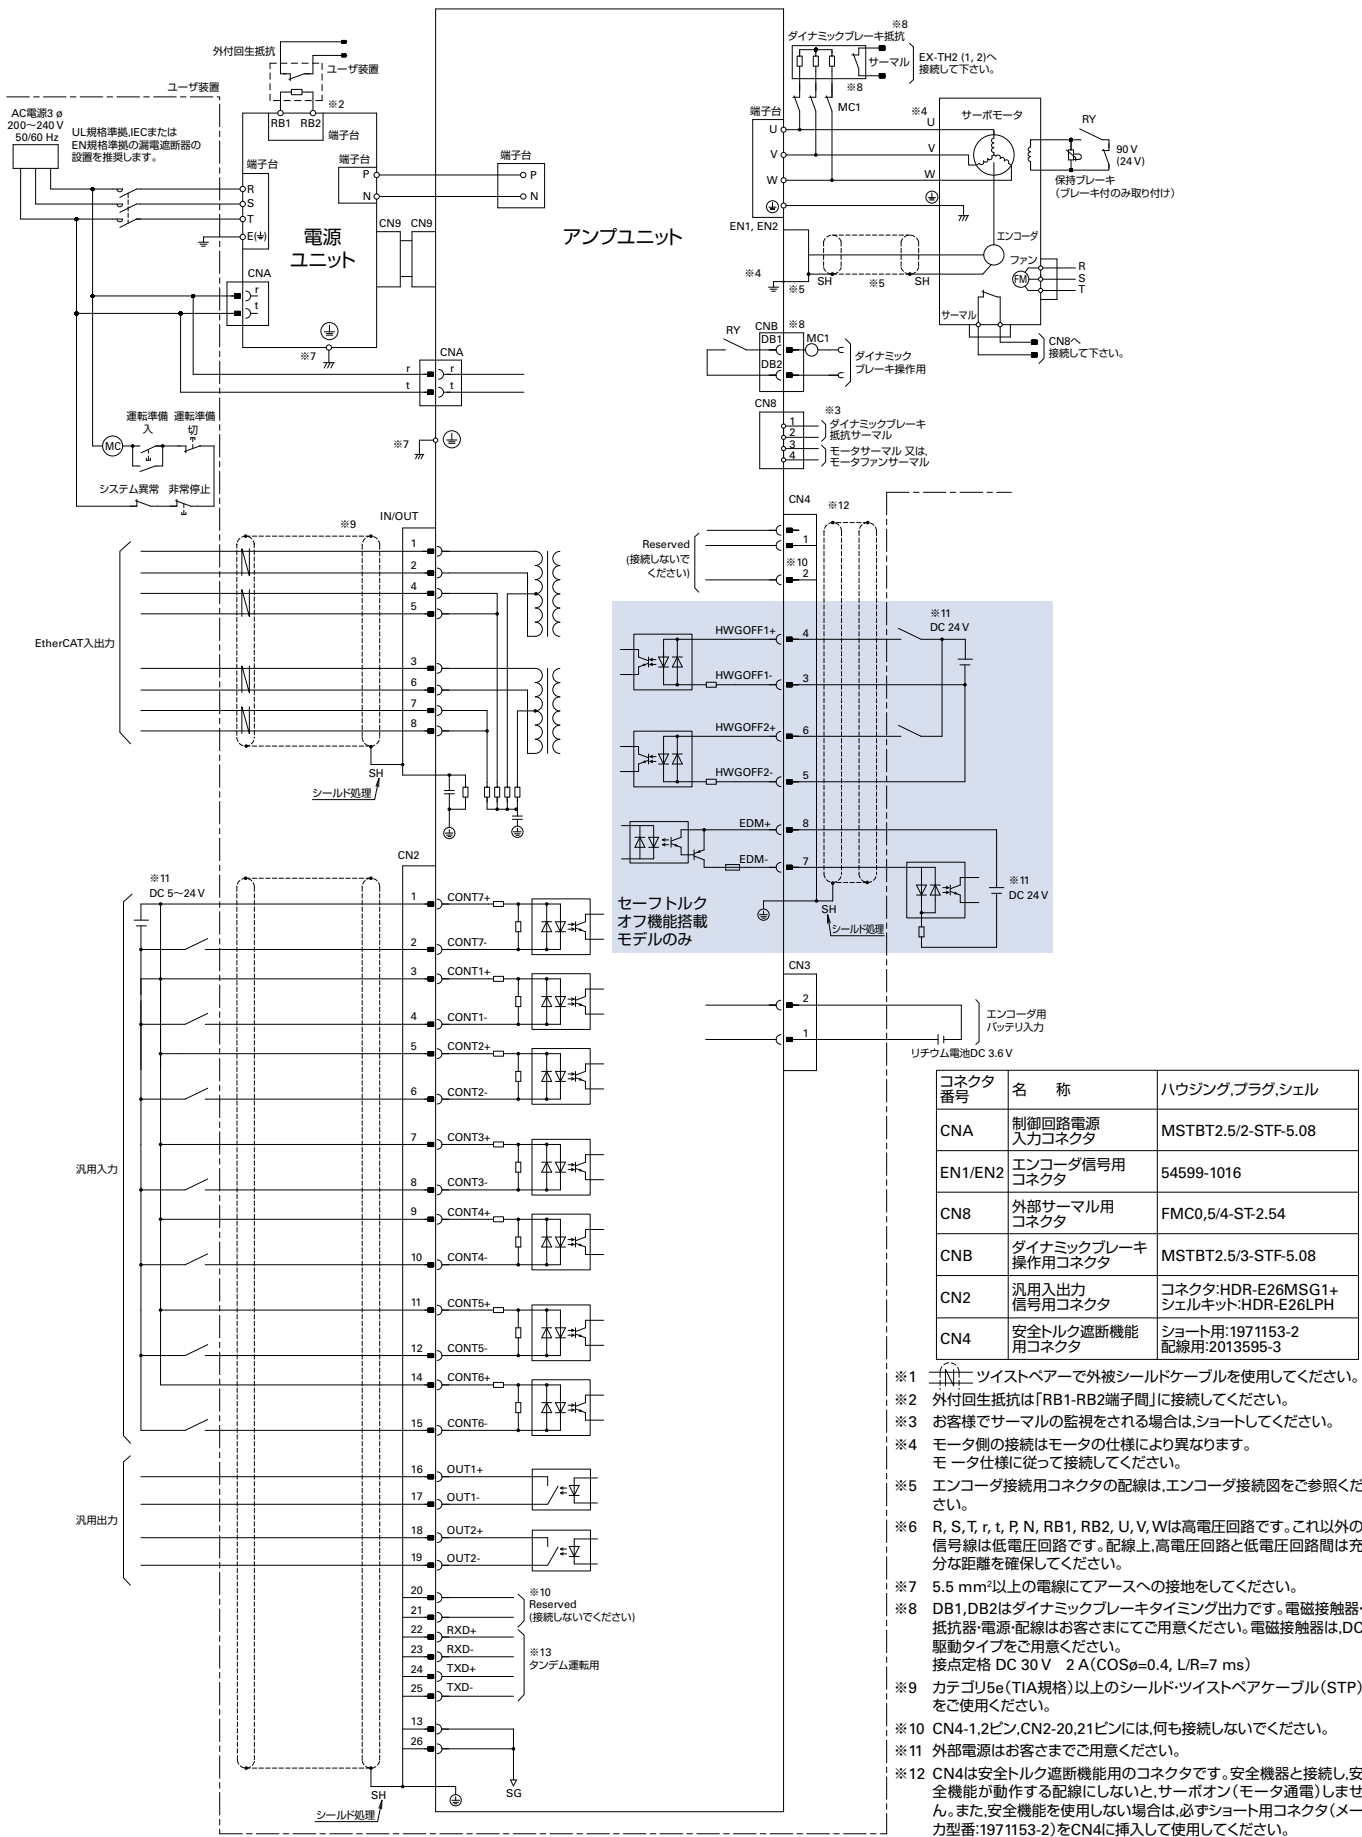 外付回生抵抗
ユーザ装置
ユーザ装置
※2
RB1 RB2
端子台
AC電源3 ø
200～240 V
50/60 Hz
UL規格準拠,IECまたは
EN規格準拠の漏電遮断器の
設置を推奨します。
端子台
R
S
T
E(⏚)
端子台
P
N
端子台
P
N
電源
ユニット
CN9 CN9
CNA
r
t
※7
アンプユニット
CNA
r r
t t
※7
運転準備 運転準備
入 切
MC
システム異常 非常停止
※8
ダイナミックブレーキ抵抗
サーマル
EX-TH2 (1, 2)へ
接続して下さい。
※8
MC1
端子台
U
V
W
※4
U
V
W
サーボモータ
RY
90 V
(24 V)
保持ブレーキ
(ブレーキ付のみ取り付け)
EN1, EN2
エンコーダ
※4
※5
SH
※5
SH
ファン
FM
R
S
T
サーマル
CN8へ
接続して下さい。
RY
CNB
※8
DB1
MC1
DB2
ダイナミック
ブレーキ操作用
CN8
※3
1
2
3
4
ダイナミックブレーキ
抵抗サーマル
モータサーマル 又は,
モータファンサーマル
IN/OUT
※9
EtherCAT入出力
1
2
4
5
3
6
7
8
SH
シールド処理
CN4
※12
Reserved
(接続しないで
ください)
1
※10
2
※11
DC 24 V
HWGOFF1+ 4
HWGOFF1- 3
HWGOFF2+ 6
HWGOFF2- 5
EDM+ 8
EDM- 7
※11
DC 24 V
セーフトルク
オフ機能搭載
モデルのみ
SH
シールド処理
CN3
2
1
エンコーダ用
バッテリ入力
リチウム電池DC 3.6 V
CN2
※11
DC 5～24 V
汎用入力
1 CONT7+
2 CONT7-
3 CONT1+
4 CONT1-
5 CONT2+
6 CONT2-
7 CONT3+
8 CONT3-
9 CONT4+
10 CONT4-
11 CONT5+
12 CONT5-
14 CONT6+
15 CONT6-
汎用出力
16 OUT1+
17 OUT1-
18 OUT2+
19 OUT2-
20
21
※10
Reserved
(接続しないでください)
22 RXD+
23 RXD-
24 TXD+
25 TXD-
※13
タンデム運転用
13
26
SG
SH
シールド処理
コネクタ番号 名 称 ハウジング,プラグ,シェル
CNA 制御回路電源入力コネクタ MSTBT2.5/2-STF-5.08
EN1/EN2 エンコーダ信号用コネクタ 54599-1016
CN8 外部サーマル用コネクタ FMC0,5/4-ST-2.54
CNB ダイナミックブレーキ操作用コネクタ MSTBT2.5/3-STF-5.08
CN2 汎用入出力信号用コネクタ コネクタ:HDR-E26MSG1+ シェルキット:HDR-E26LPH
CN4 安全トルク遮断機能用コネクタ ショート用:1971153-2 配線用:2013595-3
※1 ツイストペアーで外被シールドケーブルを使用してください。
※2 外付回生抵抗は「RB1-RB2端子間」に接続してください。
※3 お客様でサーマルの監視をされる場合は,ショートしてください。
※4 モータ側の接続はモータの仕様により異なります。
モ ータ仕様に従って接続してください。
※5 エンコーダ接続用コネクタの配線は,エンコーダ接続図をご参照くだ
さい。
※6 R, S,T, r, t, P, N, RB1, RB2, U, V, Wは高電圧回路です。これ以外の
信号線は低電圧回路です。配線上,高電圧回路と低電圧回路間は充
分な距離を確保してください。
※7 5.5 mm²以上の電線にてアースへの接地をしてください。
※8 DB1,DB2はダイナミックブレーキタイミング出力です。電磁接触器・
抵抗器・電源・配線はお客さまにてご用意ください。電磁接触器は,DC
駆動タイプをご用意ください。
接点定格 DC 30 V 2 A(COSø=0.4, L/R=7 ms)
※9 カテゴリ5e(TIA規格)以上のシールド・ツイストペアケーブル(STP)
をご使用ください。
※10 CN4-1,2ピン,CN2-20,21ピンには,何も接続しないでください。
※11 外部電源はお客さまでご用意ください。
※12 CN4は安全トルク遮断機能用のコネクタです。安全機器と接続し,安
全機能が動作する配線にしないと,サーボオン(モータ通電)しませ
ん。また,安全機能を使用しない場合は,必ずショート用コネクタ(メー
カ型番:1971153-2)をCN4に挿入して使用してください。